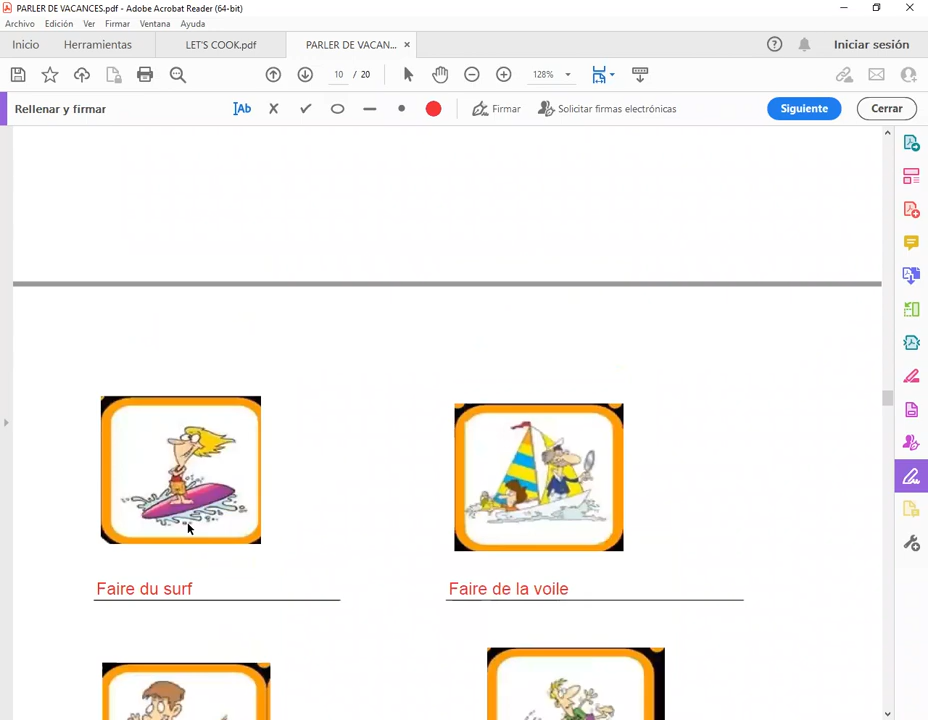 PARLER DE VACANCES.pdf - Adobe Acrobat Reader (64-bit)
Archivo Edición Ver Firmar Ventana Ayuda
Inicio Herramientas LET'S COOK.pdf PARLER DE VACAN... × Iniciar sesión
10 / 20 128%
Rellenar y firmar Ab Firmar Solicitar firmas electrónicas Siguiente Cerrar
Faire du surf Faire de la voile